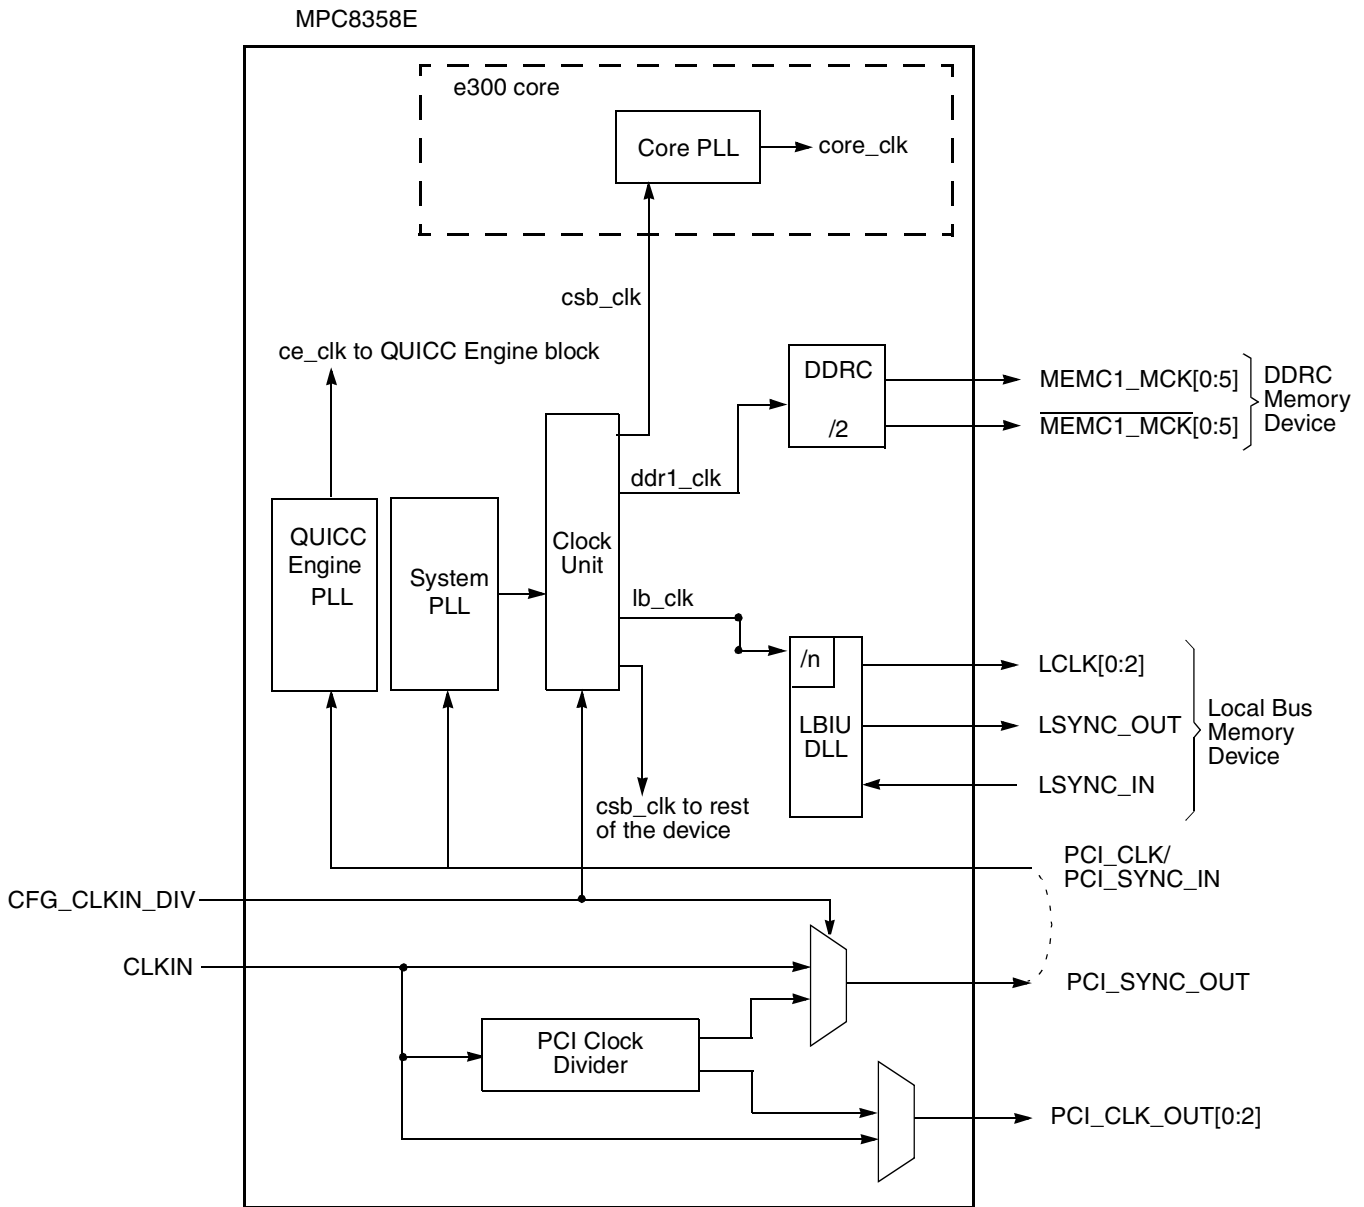 MPC8358E
e300 core
Core PLL
core_clk
csb_clk
ce_clk to QUICC Engine block
DDRC
/2
MEMC1_MCK[0:5]
MEMC1_MCK[0:5]
DDRC
Memory
Device
ddr1_clk
QUICC
Engine
PLL
System
PLL
Clock
Unit
lb_clk
/n
LBIU
DLL
LCLK[0:2]
LSYNC_OUT
LSYNC_IN
Local Bus
Memory
Device
csb_clk to rest
of the device
PCI_CLK/
PCI_SYNC_IN
CFG_CLKIN_DIV
CLKIN
PCI_SYNC_OUT
PCI Clock
Divider
PCI_CLK_OUT[0:2]